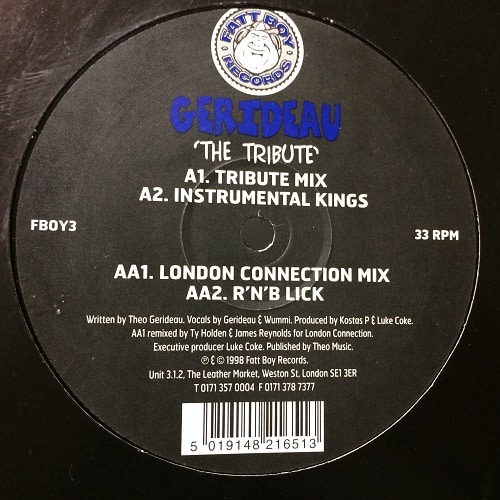 FATT BOY
RECORDS
GERIDEAU
'THE TRIBUTE'
A1. TRIBUTE MIX
A2. INSTRUMENTAL KINGS
FBOY3
33 RPM
AA1. LONDON CONNECTION MIX
AA2. R'N'B LICK
Written by Theo Gerideau. Vocals by Gerideau & Wummi. Produced by Kostas P & Luke Coke.
AA1 remixed by Ty Holden & James Reynolds for London Connection.
Executive producer Luke Coke. Published by Theo Music.
℗ & © 1998 Fatt Boy Records.
Unit 3.1.2, The Leather Market, Weston St. London SE1 3ER
T 0171 357 0004 F 0171 378 7377
5 019148 216513